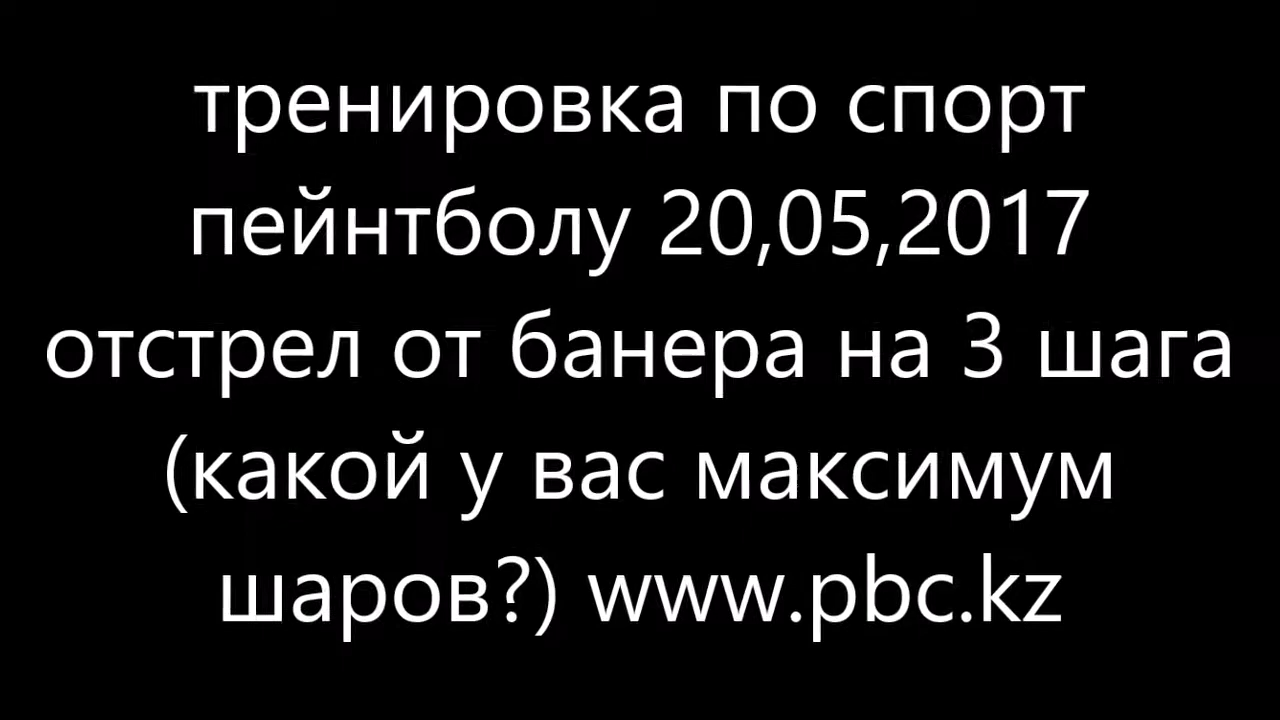 тренировка по спорт
пейнтболу 20,05,2017
отстрел от банера на 3 шага
(какой у вас максимум
шаров?) www.pbc.kz